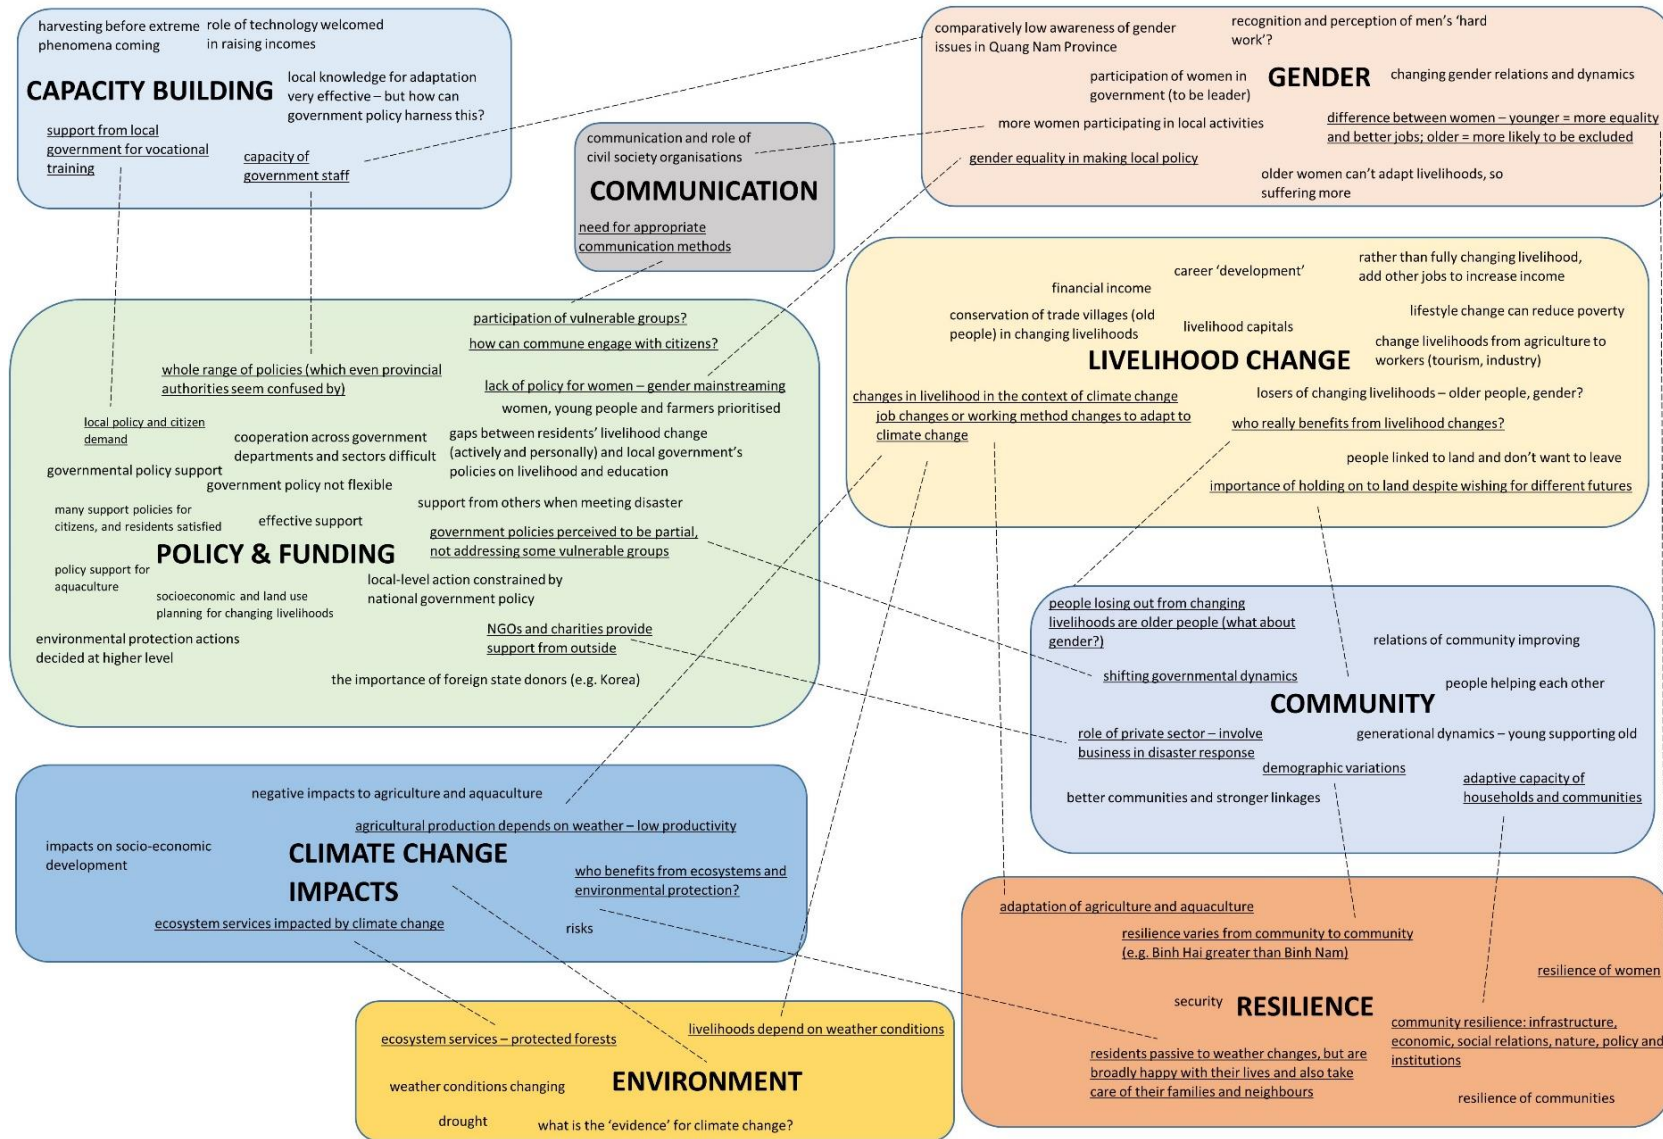 harvesting before extreme
phenomena coming
role of technology welcomed
in raising incomes
CAPACITY BUILDING
local knowledge for adaptation
very effective – but how can
government policy harness this?
support from local
government for vocational
training
capacity of
government staff
communication and role of
civil society organisations
COMMUNICATION
need for appropriate
communication methods
comparatively low awareness of gender
issues in Quang Nam Province
recognition and perception of men's 'hard
work'?
participation of women in
government (to be leader)
GENDER
changing gender relations and dynamics
more women participating in local activities
difference between women – younger = more equality
and better jobs; older = more likely to be excluded
gender equality in making local policy
older women can't adapt livelihoods, so
suffering more
participation of vulnerable groups?
how can commune engage with citizens?
whole range of policies (which even provincial
authorities seem confused by)
lack of policy for women – gender mainstreaming
women, young people and farmers prioritised
local policy and citizen
demand
cooperation across government
departments and sectors difficult
gaps between residents' livelihood change
(actively and personally) and local government's
policies on livelihood and education
governmental policy support
government policy not flexible
support from others when meeting disaster
many support policies for
citizens, and residents satisfied
effective support
government policies perceived to be partial,
not addressing some vulnerable groups
POLICY & FUNDING
policy support for
aquaculture
local-level action constrained by
national government policy
socioeconomic and land use
planning for changing livelihoods
environmental protection actions
decided at higher level
NGOs and charities provide
support from outside
the importance of foreign state donors (e.g. Korea)
career 'development'
rather than fully changing livelihood,
add other jobs to increase income
financial income
conservation of trade villages (old
people) in changing livelihoods
livelihood capitals
lifestyle change can reduce poverty
LIVELIHOOD CHANGE
change livelihoods from agriculture to
workers (tourism, industry)
changes in livelihood in the context of climate change
job changes or working method changes to adapt to
climate change
losers of changing livelihoods – older people, gender?
who really benefits from livelihood changes?
people linked to land and don't want to leave
importance of holding on to land despite wishing for different futures
people losing out from changing
livelihoods are older people (what about
gender?)
relations of community improving
shifting governmental dynamics
people helping each other
COMMUNITY
role of private sector – involve
business in disaster response
generational dynamics – young supporting old
demographic variations
better communities and stronger linkages
adaptive capacity of
households and communities
negative impacts to agriculture and aquaculture
agricultural production depends on weather – low productivity
impacts on socio-economic
development
CLIMATE CHANGE
IMPACTS
who benefits from ecosystems and
environmental protection?
ecosystem services impacted by climate change
risks
livelihoods depend on weather conditions
ecosystem services – protected forests
weather conditions changing
ENVIRONMENT
drought
what is the 'evidence' for climate change?
adaptation of agriculture and aquaculture
resilience varies from community to community
(e.g. Binh Hai greater than Binh Nam)
resilience of women
security
RESILIENCE
community resilience: infrastructure,
economic, social relations, nature, policy and
institutions
residents passive to weather changes, but are
broadly happy with their lives and also take
care of their families and neighbours
resilience of communities